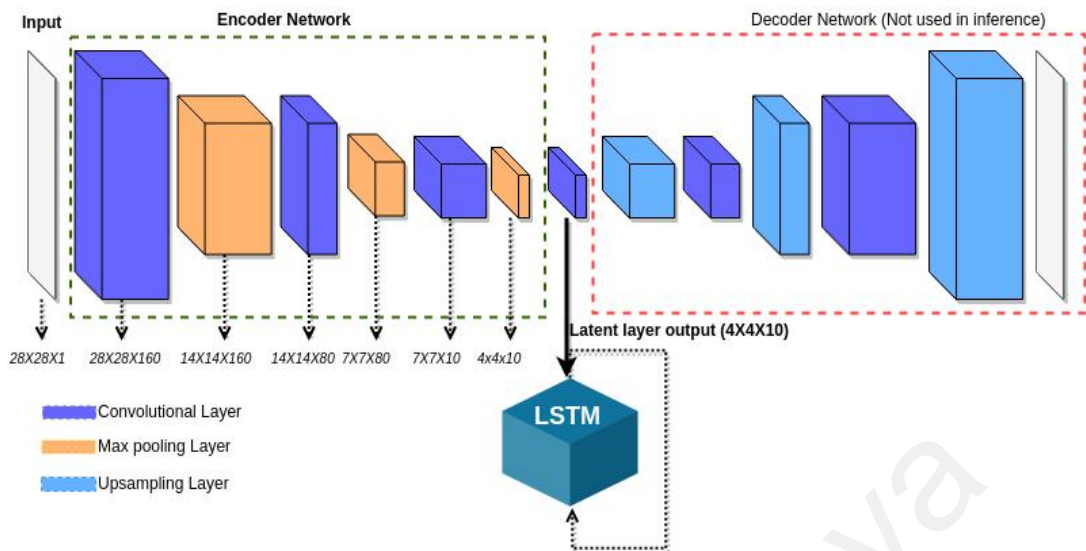 Input
Encoder Network
Decoder Network (Not used in inference)
28X28X1
28X28X160
14X14X160
14X14X80
7X7X80
7X7X10
4x4x10
Latent layer output (4X4X10)
LSTM
Convolutional Layer
Max pooling Layer
Upsampling Layer